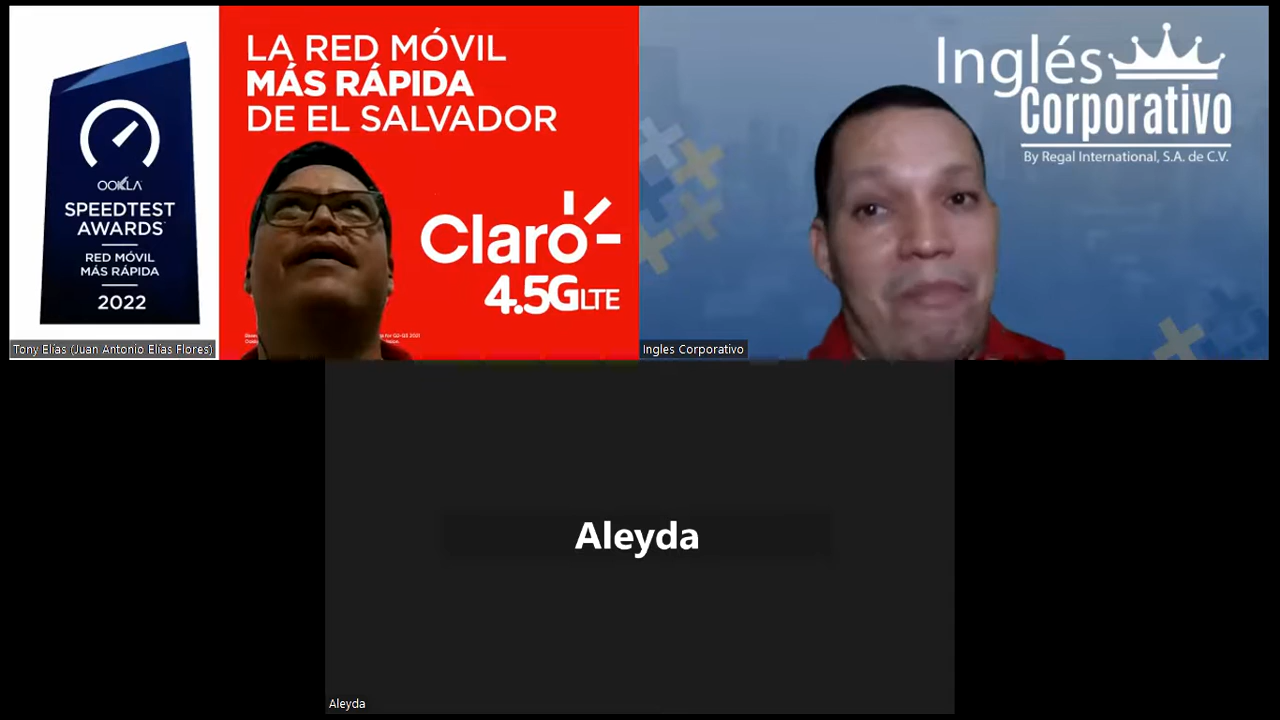 OOKLA
SPEEDTEST
AWARDS
RED MÓVIL
MÁS RÁPIDA
2022
LA RED MÓVIL
MÁS RÁPIDA
DE EL SALVADOR
Claro
4.5G LTE
Tony Elías (Juan Antonio Elías Flores)
Inglés
Corporativo
By Regal International, S.A. de C.V.
Ingles Corporativo
Aleyda
Aleyda